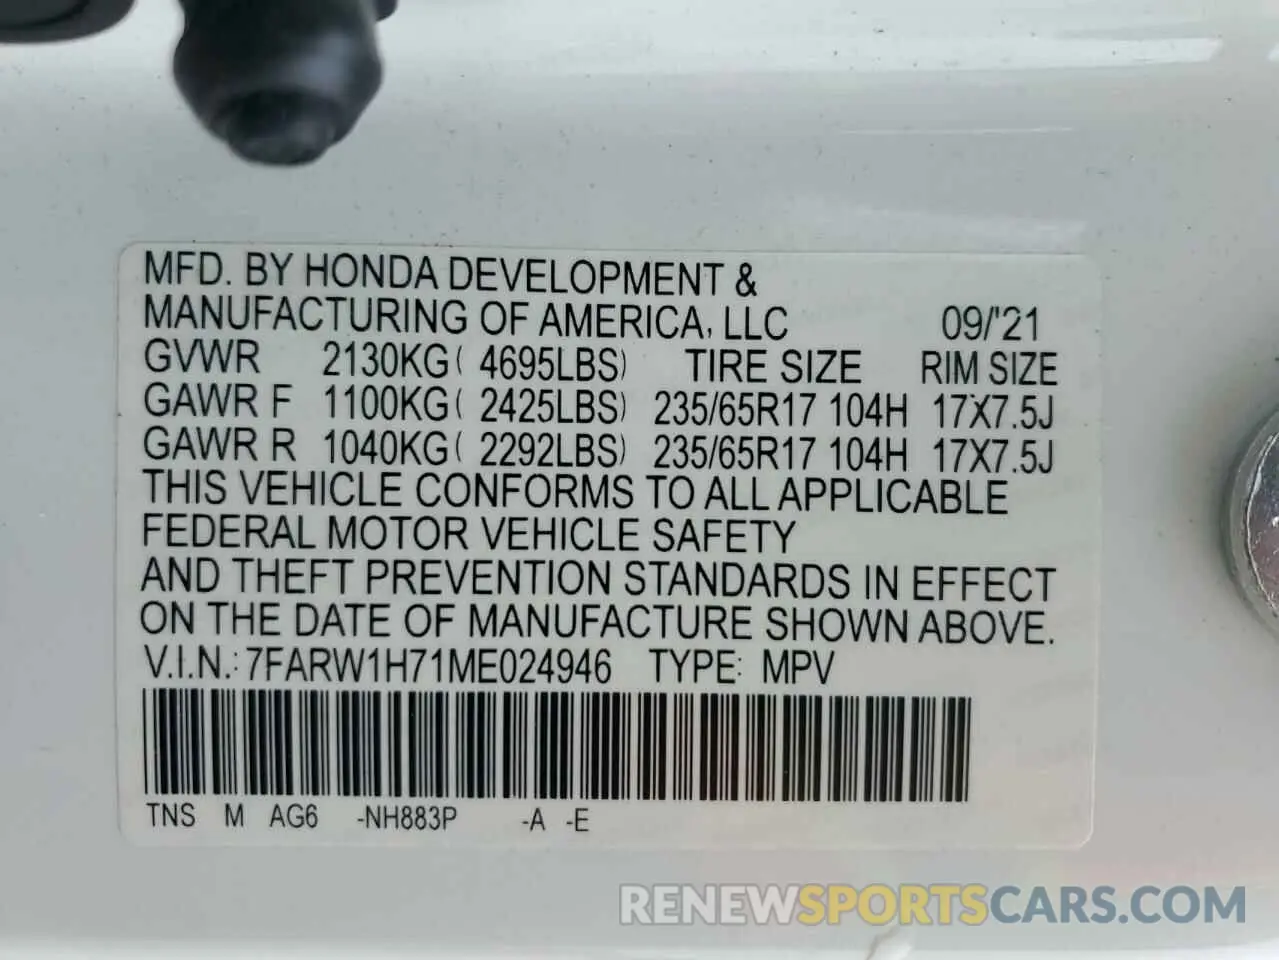 MFD. BY HONDA DEVELOPMENT &
MANUFACTURING OF AMERICA, LLC 09/'21
GVWR 2130KG( 4695LBS) TIRE SIZE RIM SIZE
GAWR F 1100KG( 2425LBS) 235/65R17 104H 17X7.5J
GAWR R 1040KG( 2292LBS) 235/65R17 104H 17X7.5J
THIS VEHICLE CONFORMS TO ALL APPLICABLE
FEDERAL MOTOR VEHICLE SAFETY
AND THEFT PREVENTION STANDARDS IN EFFECT
ON THE DATE OF MANUFACTURE SHOWN ABOVE.
V.I.N.: 7FARW1H71ME024946 TYPE: MPV
TNS M AG6 -NH883P -A -E
RENEWSPORTSCARS.COM